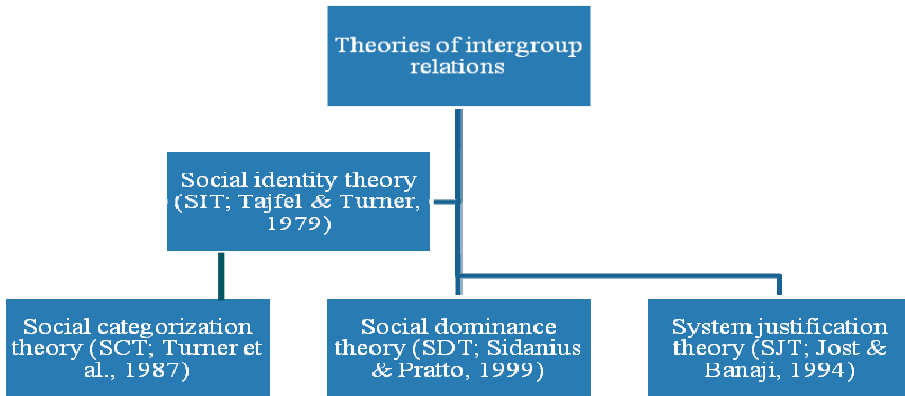 Theories of intergroup
relations
Social identity theory
(SIT; Tajfel & Turner,
1979)
Social categorization
theory (SCT; Turner et
al., 1987)
Social dominance
theory (SDT; Sidanius
& Pratto, 1999)
System justification
theory (SJT; Jost &
Banaji, 1994)